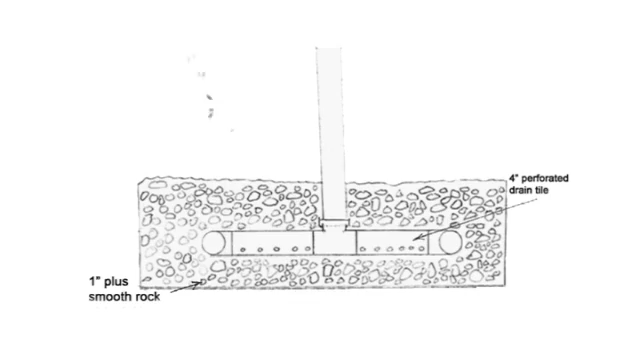 4" perforated
drain tile
1" plus
smooth rock